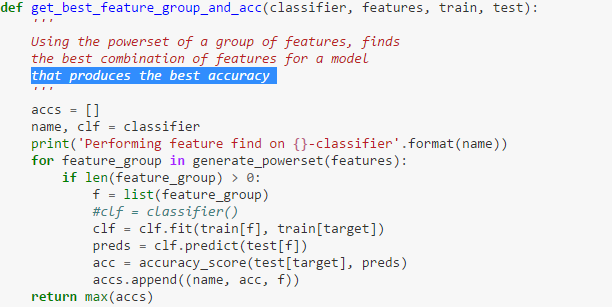 def get_best_feature_group_and_acc(classifier, features, train, test):
    '''
    Using the powerset of a group of features, finds
    the best combination of features for a model
    that produces the best accuracy
    '''
    accs = []
    name, clf = classifier
    print('Performing feature find on {}-classifier'.format(name))
    for feature_group in generate_powerset(features):
        if len(feature_group) > 0:
            f = list(feature_group)
            #clf = classifier()
            clf = clf.fit(train[f], train[target])
            preds = clf.predict(test[f])
            acc = accuracy_score(test[target], preds)
            accs.append((name, acc, f))
    return max(accs)